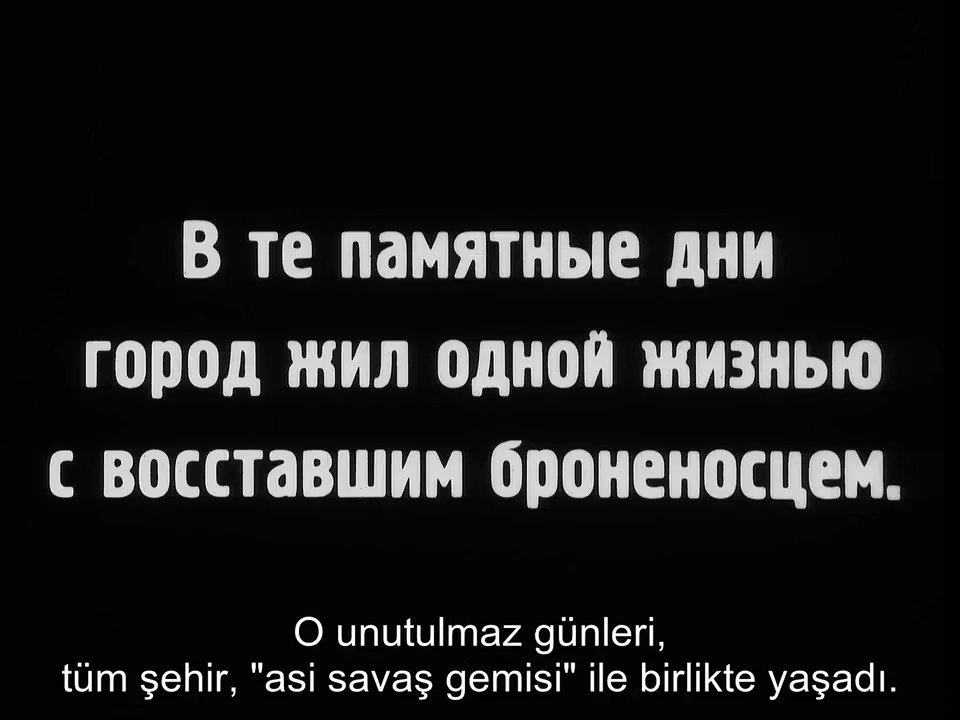 В те памятные дни
город жил одной жизнью
с восставшим броненосцем.
O unutulmaz günleri,
tüm şehir, "asi savaş gemisi" ile birlikte yaşadı.